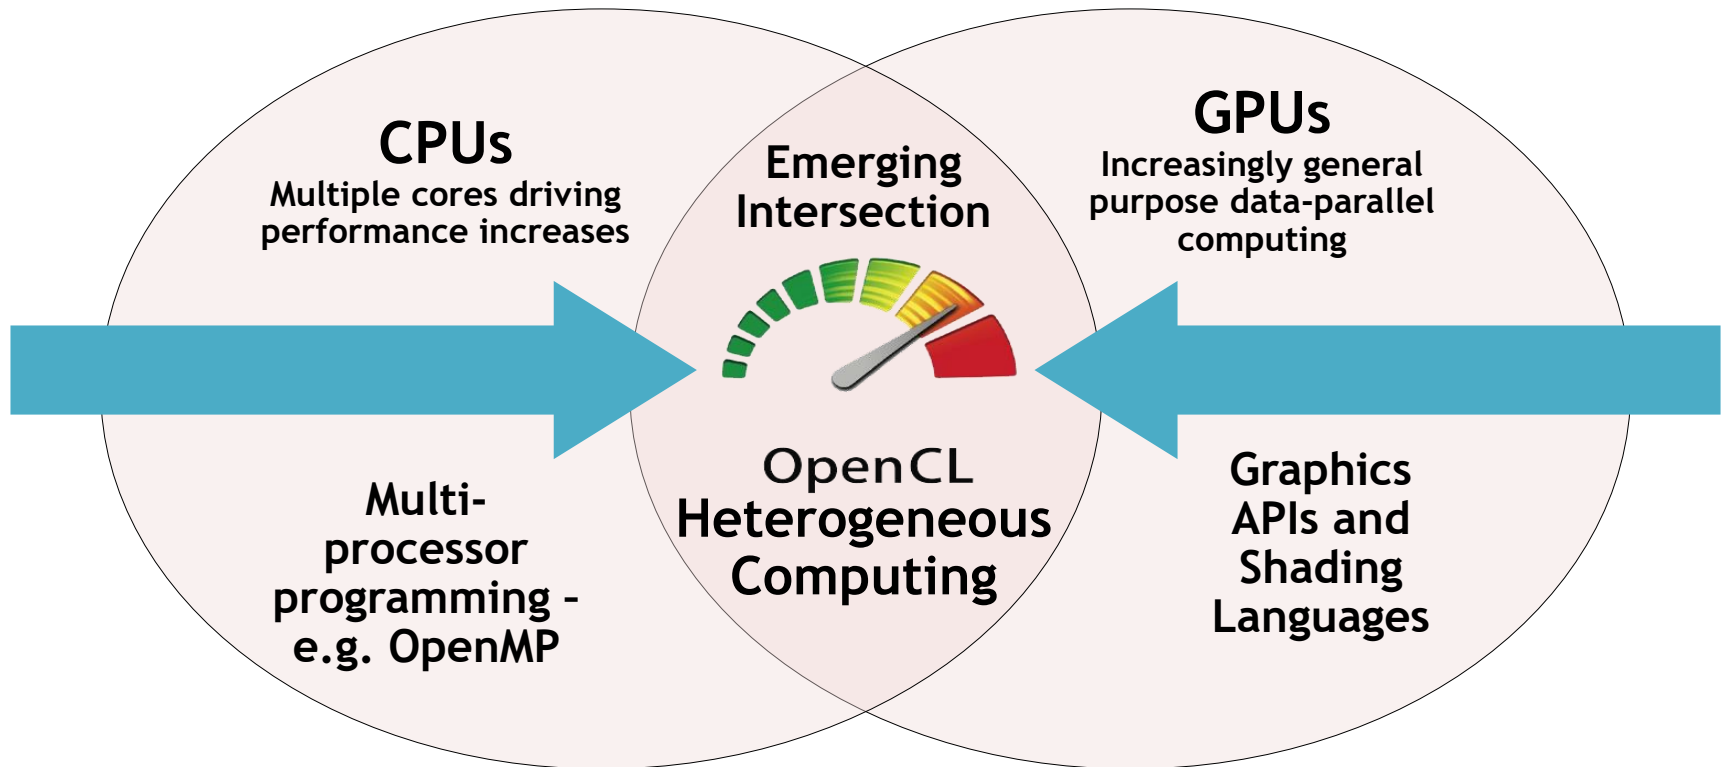 CPUs
Multiple cores driving
performance increases
Multi-
processor
programming –
e.g. OpenMP
Emerging
Intersection
OpenCL
Heterogeneous
Computing
GPUs
Increasingly general
purpose data-parallel
computing
Graphics
APIs and
Shading
Languages